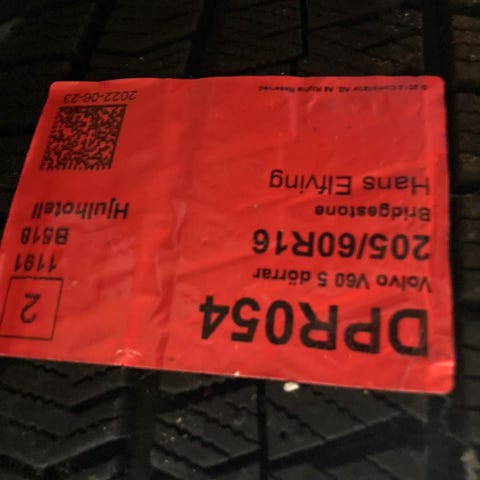 DPR054
Volvo V60 5 dörrar
205/60R16
Bridgestone
Hans Elfving
2
1191
B518
Hjulhotell
2022-06-23